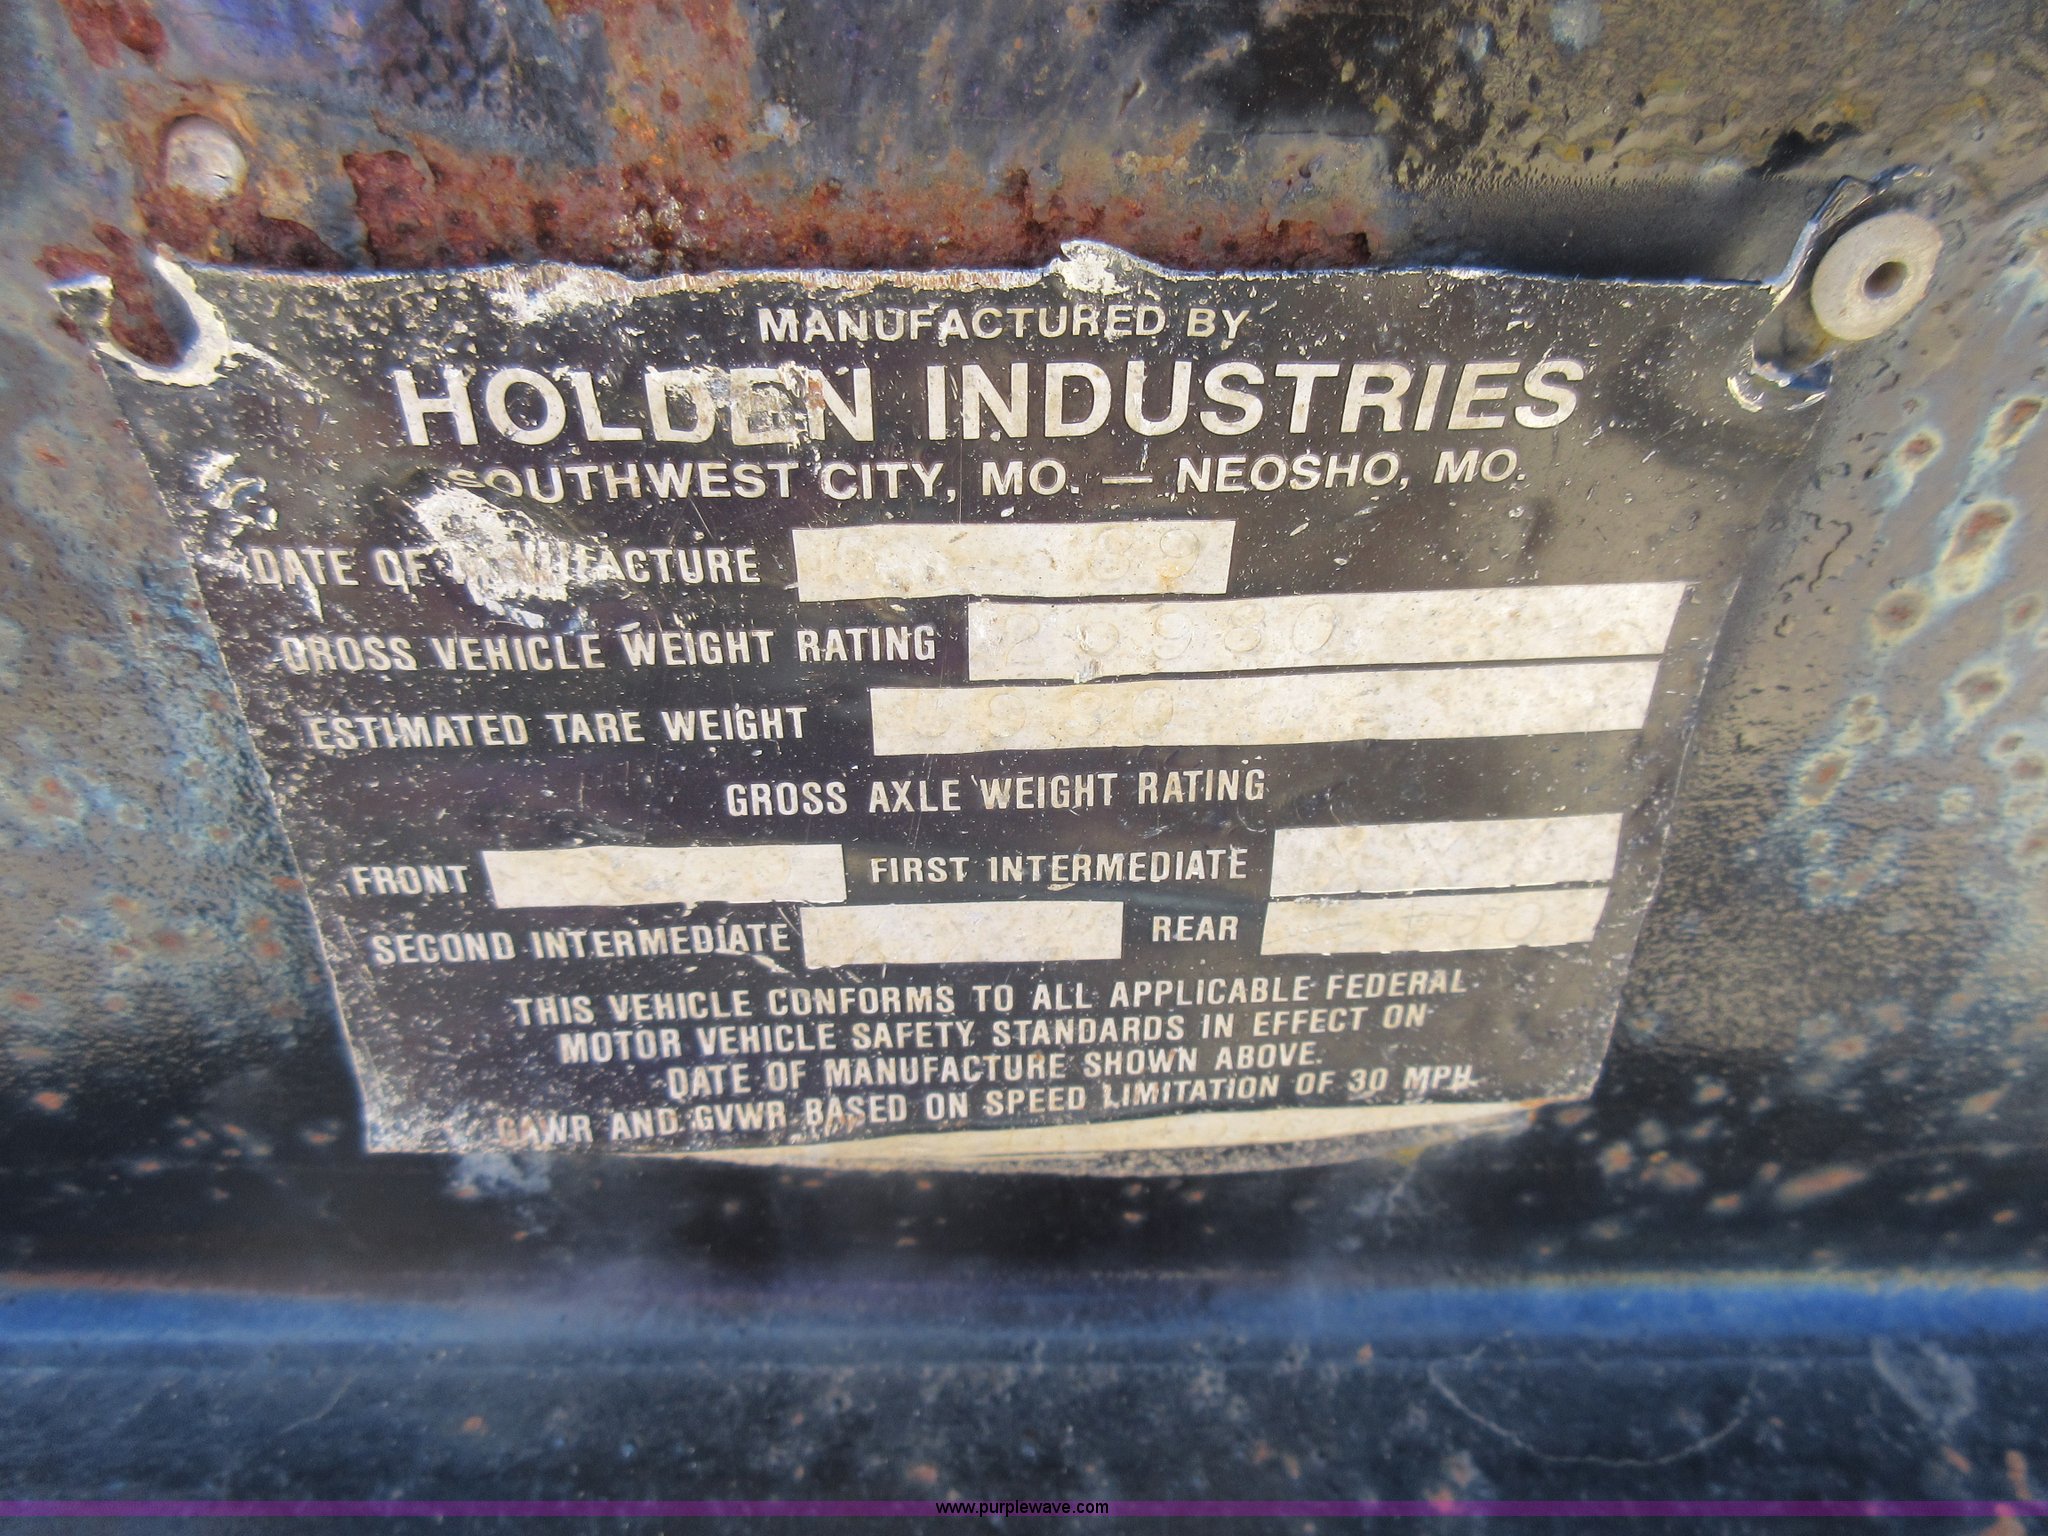 MANUFACTURED BY
HOLDEN INDUSTRIES
SOUTHWEST CITY, MO. — NEOSHO, MO.
DATE OF MANUFACTURE 89
GROSS VEHICLE WEIGHT RATING
ESTIMATED TARE WEIGHT
GROSS AXLE WEIGHT RATING
FRONT FIRST INTERMEDIATE
SECOND INTERMEDIATE REAR
THIS VEHICLE CONFORMS TO ALL APPLICABLE FEDERAL
MOTOR VEHICLE SAFETY STANDARDS IN EFFECT ON
DATE OF MANUFACTURE SHOWN ABOVE.
GAWR AND GVWR BASED ON SPEED LIMITATION OF 30 MPH
www.purplewave.com